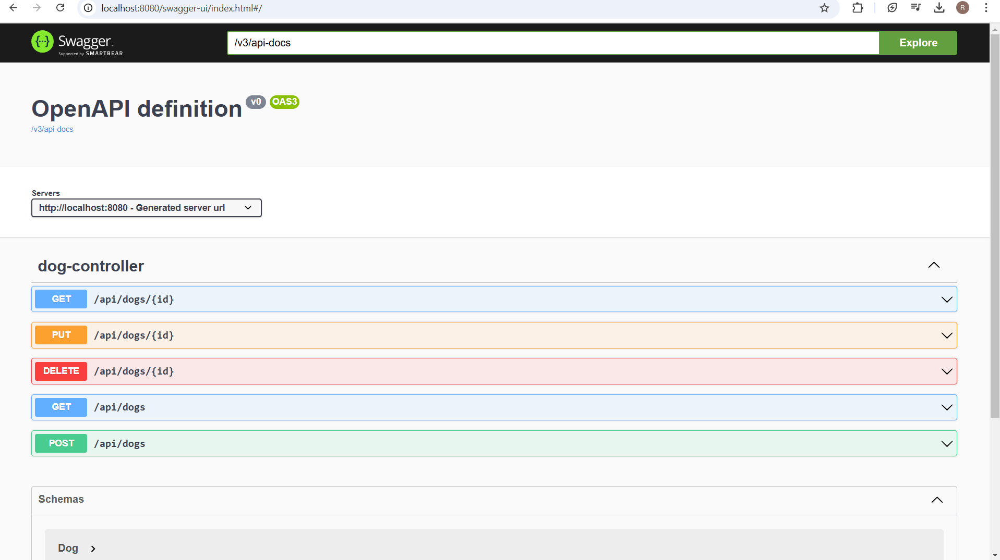 localhost:8080/swagger-ui/index.html#/
R
{···} Swagger
Supported by SMARTBEAR
/v3/api-docs
Explore
OpenAPI definition v0 OAS3
/v3/api-docs
Servers
http://localhost:8080 - Generated server url
dog-controller
GET /api/dogs/{id}
PUT /api/dogs/{id}
DELETE /api/dogs/{id}
GET /api/dogs
POST /api/dogs
Schemas
Dog